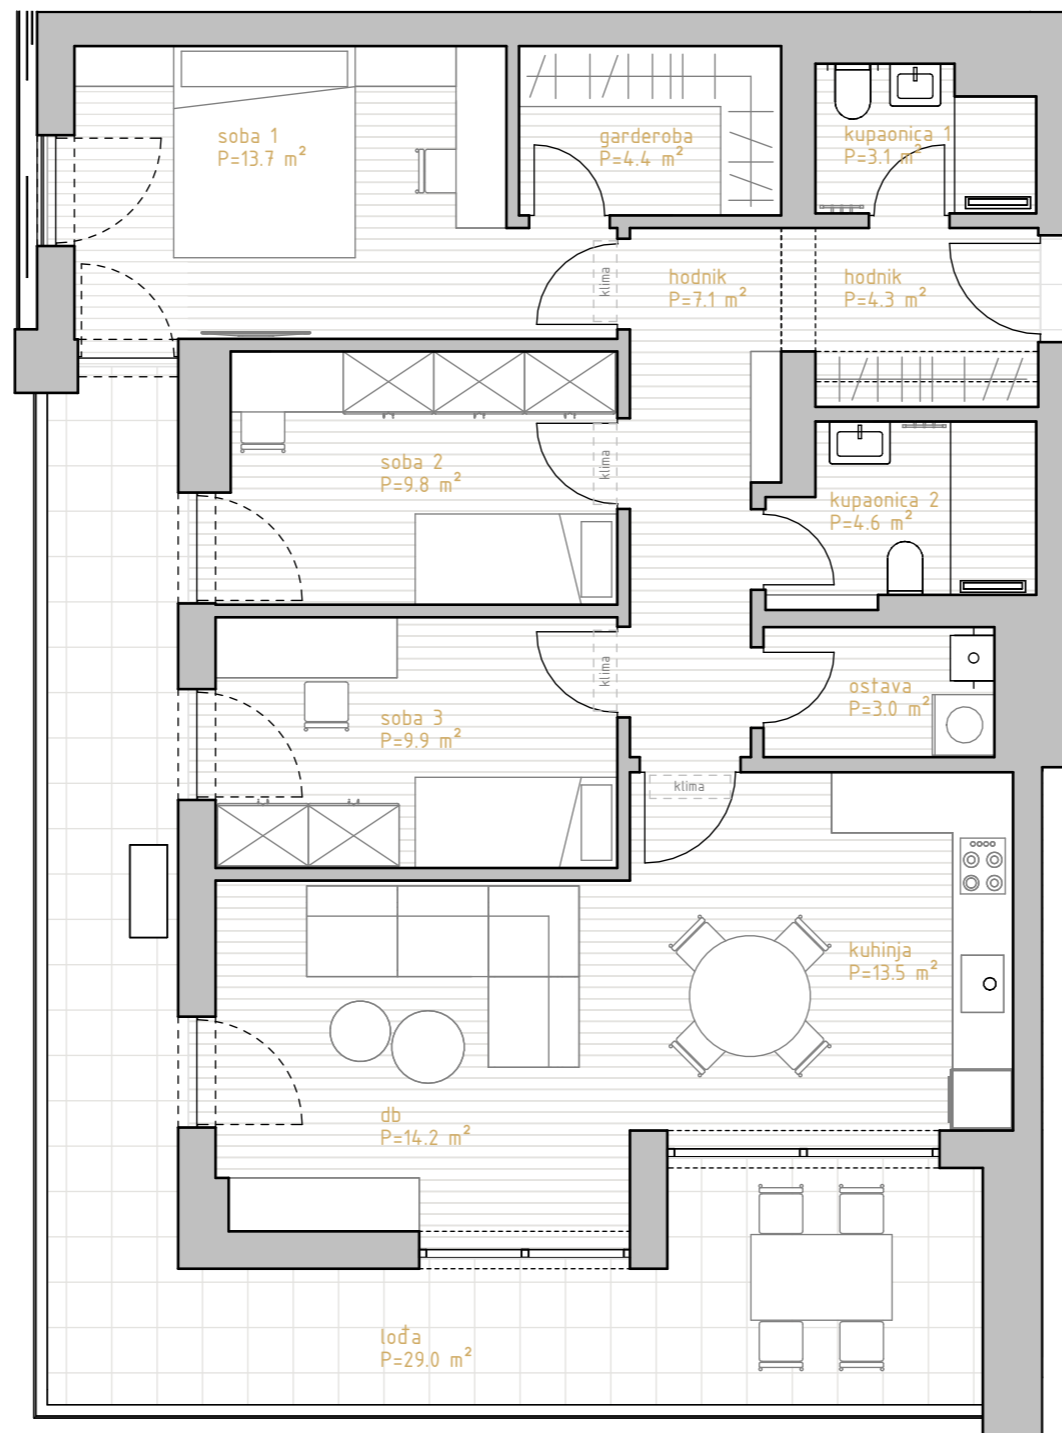 soba 1
P=13.7 m²
garderoba
P=4.4 m²
kupaonica 1
P=3.1 m²
klima
hodnik
P=7.1 m²
hodnik
P=4.3 m²
soba 2
P=9.8 m²
klima
kupaonica 2
P=4.6 m²
soba 3
P=9.9 m²
klima
ostava
P=3.0 m²
klima
kuhinja
P=13.5 m²
db
P=14.2 m²
lođa
P=29.0 m²